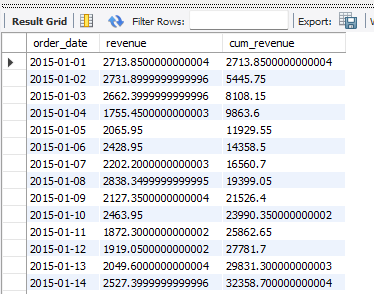 Result Grid Filter Rows: Export:
order_date revenue cum_revenue
2015-01-01 2713.8500000000004 2713.8500000000004
2015-01-02 2731.8999999999996 5445.75
2015-01-03 2662.3999999999996 8108.15
2015-01-04 1755.4500000000003 9863.6
2015-01-05 2065.95 11929.55
2015-01-06 2428.95 14358.5
2015-01-07 2202.2000000000003 16560.7
2015-01-08 2838.3499999999995 19399.05
2015-01-09 2127.3500000000004 21526.4
2015-01-10 2463.95 23990.350000000002
2015-01-11 1872.3000000000002 25862.65
2015-01-12 1919.0500000000002 27781.7
2015-01-13 2049.6000000000004 29831.300000000003
2015-01-14 2527.3999999999996 32358.700000000004